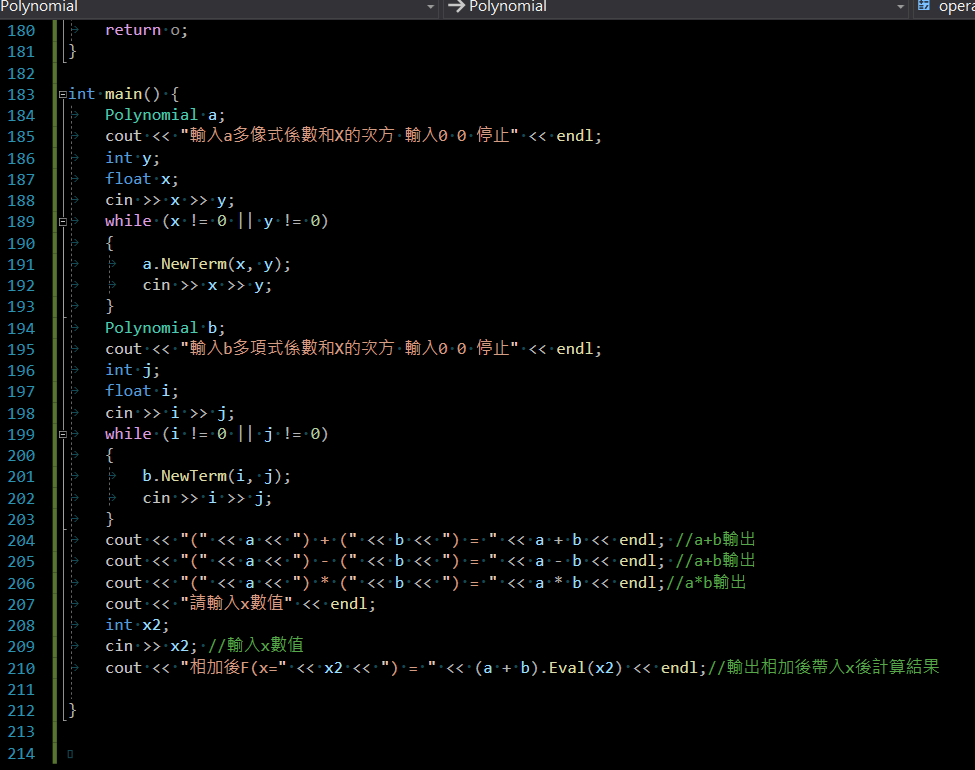 Polynomial Polynomial opera
180 return o;
181 }
182
183 int main() {
184 Polynomial a;
185 cout << "輸入a多像式係數和X的次方 輸入0 0 停止" << endl;
186 int y;
187 float x;
188 cin >> x >> y;
189 while (x != 0 || y != 0)
190 {
191 a.NewTerm(x, y);
192 cin >> x >> y;
193 }
194 Polynomial b;
195 cout << "輸入b多項式係數和X的次方 輸入0 0 停止" << endl;
196 int j;
197 float i;
198 cin >> i >> j;
199 while (i != 0 || j != 0)
200 {
201 b.NewTerm(i, j);
202 cin >> i >> j;
203 }
204 cout << "(" << a << ") + (" << b << ") = " << a + b << endl; //a+b輸出
205 cout << "(" << a << ") - (" << b << ") = " << a - b << endl; //a+b輸出
206 cout << "(" << a << ") * (" << b << ") = " << a * b << endl;//a*b輸出
207 cout << "請輸入x數值" << endl;
208 int x2;
209 cin >> x2; //輸入x數值
210 cout << "相加後F(x=" << x2 << ") = " << (a + b).Eval(x2) << endl;//輸出相加後帶入x後計算結果
211
212 }
213
214